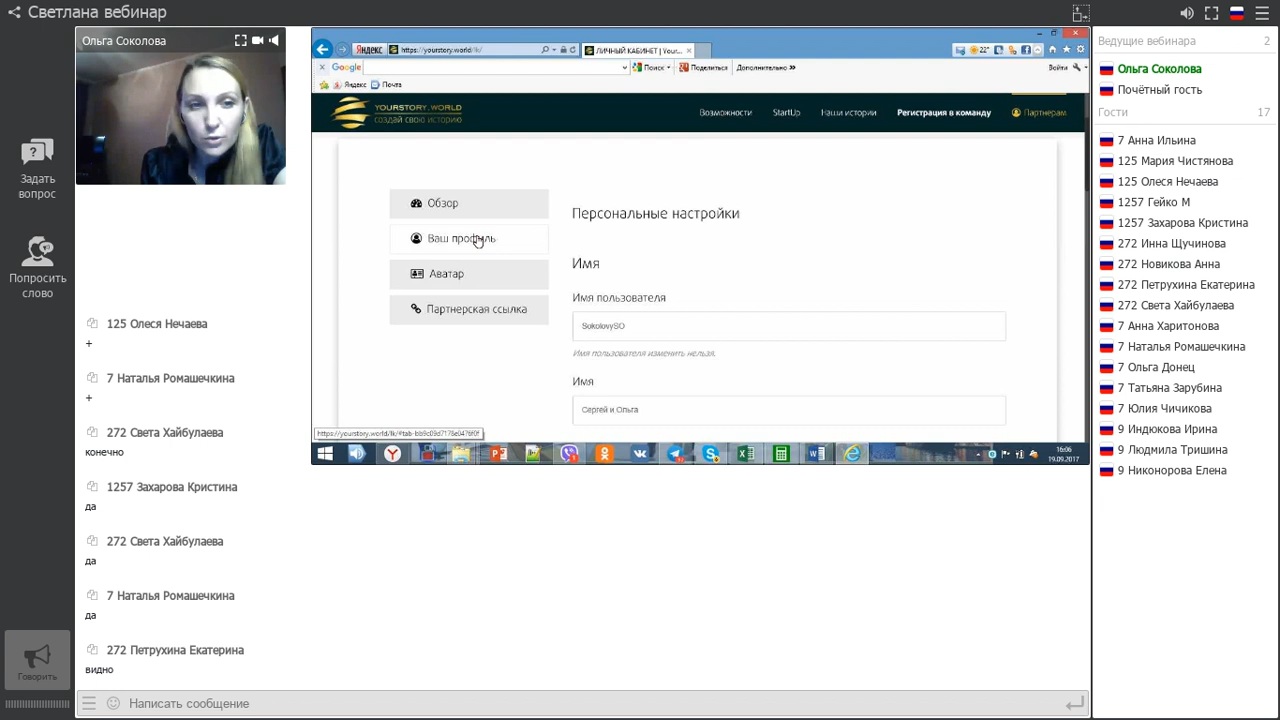 Светлана вебинар
Ольга Соколова
Задать
вопрос
Попросить
слово
Говорить
125 Олеся Нечаева
+
7 Наталья Ромашечкина
+
272 Света Хайбулаева
конечно
1257 Захарова Кристина
да
272 Света Хайбулаева
да
7 Наталья Ромашечкина
да
272 Петрухина Екатерина
видно
Написать сообщение
Яндекс
https://yourstory.world/lk/
ЛИЧНЫЙ КАБИНЕТ | Your...
22°
Google
Поиск
Поделиться
Дополнительно »
Войти
Яндекс
Почта
YOURSTORY.WORLD
СОЗДАЙ СВОЮ ИСТОРИЮ
Возможности
StartUp
Наши истории
Регистрация в команду
Партнерам
Обзор
Ваш профиль
Аватар
Партнерская ссылка
Персональные настройки
Имя
Имя пользователя
SokolovySO
Имя пользователя изменить нельзя.
Имя
Сергей и Ольга
16:06
19.09.2017
Ведущие вебинара 2
Ольга Соколова
Почётный гость
Гости 17
7 Анна Ильина
125 Мария Чистянова
125 Олеся Нечаева
1257 Гейко М
1257 Захарова Кристина
272 Инна Щучинова
272 Новикова Анна
272 Петрухина Екатерина
272 Света Хайбулаева
7 Анна Харитонова
7 Наталья Ромашечкина
7 Ольга Донец
7 Татьяна Зарубина
7 Юлия Чичикова
9 Индюкова Ирина
9 Людмила Тришина
9 Никонорова Елена